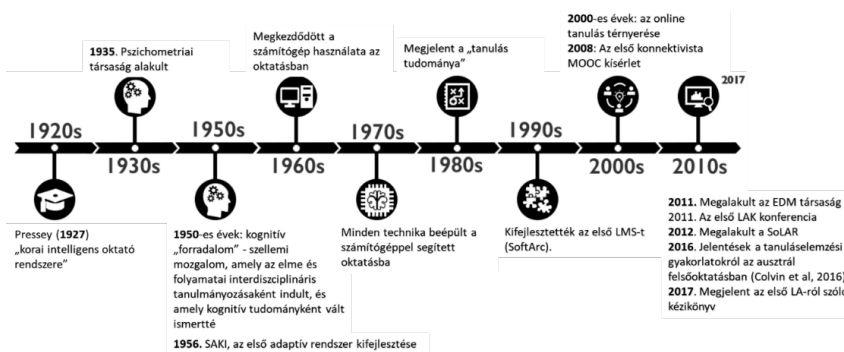 1935. Pszichometriai
társaság alakult
Megkezdődött a
számítógép használata az
oktatásban
Megjelent a „tanulás
tudománya”
2000-es évek: az online
tanulás térnyerése
2008: Az első konnektivista
MOOC kísérlet
2017
1920s
1930s
1950s
1960s
1970s
1980s
1990s
2000s
2010s
Pressey (1927)
„korai intelligens oktató
rendszere”
1950-es évek: kognitív
„forradalom” - szellemi
mozgalom, amely az elme és
folyamatai interdiszciplináris
tanulmányozásaként indult, és
amely kognitív tudományként vált
ismertté
1956. SAKI, az első adaptív rendszer kifejlesztése
Minden technika beépült a
számítógéppel segített
oktatásba
Kifejlesztették az első LMS-t
(SoftArc).
2011. Megalakult az EDM társaság
2011. Az első LAK konferencia
2012. Megalakult a SoLAR
2016. Jelentések a tanuláselemzési
gyakorlatokról az ausztrál
felsőoktatásban (Colvin et al, 2016)
2017. Megjelent az első LA-ról szóló
kézikönyv